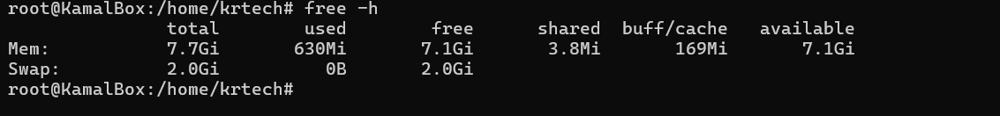 root@KamalBox:/home/krtech# free -h
               total        used        free      shared  buff/cache   available
Mem:           7.7Gi       630Mi       7.1Gi       3.8Mi       169Mi       7.1Gi
Swap:          2.0Gi          0B       2.0Gi
root@KamalBox:/home/krtech#